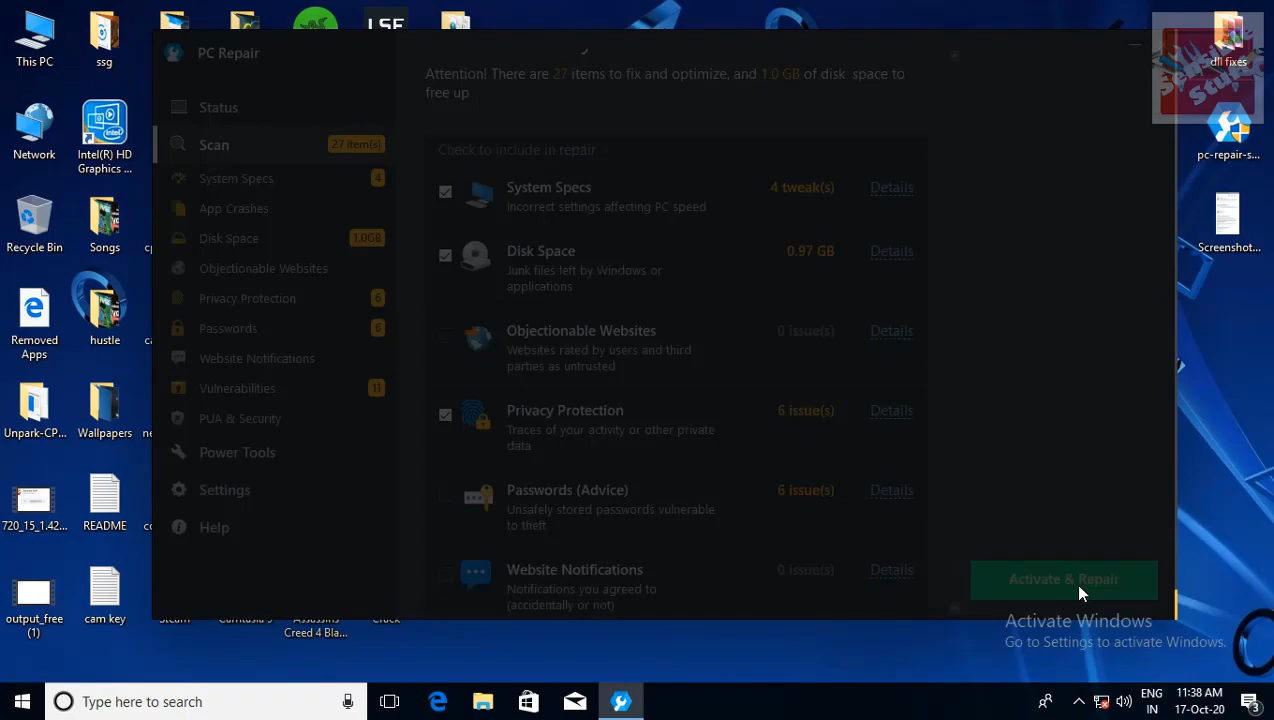 This PC
ssg
LSF
dll fixes
Network
Intel(R) HD
Graphics ...
pc-repair-s...
Recycle Bin
Songs
Screenshot...
Removed
Apps
hustle
Unpark-CP...
Wallpapers
720_15_1.42...
README
output_free
(1)
cam key
Creed 4 Bla...
PC Repair
Status
Scan
27 item(s)
System Specs
4
App Crashes
Disk Space
1.0GB
Objectionable Websites
Privacy Protection
6
Passwords
6
Website Notifications
Vulnerabilities
11
PUA & Security
Power Tools
Settings
Help
Attention! There are 27 items to fix and optimize, and 1.0 GB of disk space to
free up
Check to include in repair
System Specs
4 tweak(s)
Details
Incorrect settings affecting PC speed
Disk Space
0.97 GB
Details
Junk files left by Windows or
applications
Objectionable Websites
0 issue(s)
Details
Websites rated by users and third
parties as untrusted
Privacy Protection
6 issue(s)
Details
Traces of your activity or other private
data
Passwords (Advice)
6 issue(s)
Details
Unsafely stored passwords vulnerable
to theft
Website Notifications
0 issue(s)
Details
Notifications you agreed to
(accidentally or not)
Activate & Repair
Activate Windows
Go to Settings to activate Windows.
Type here to search
ENG
IN
11:38 AM
17-Oct-20
3